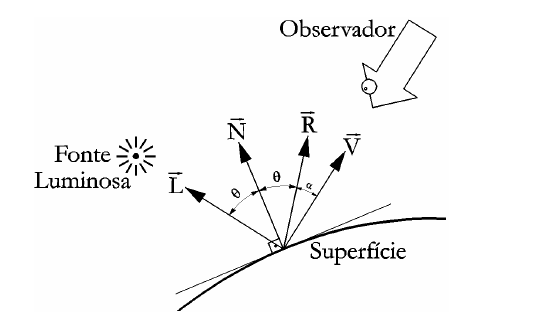 Observador
N⃗
R⃗
V⃗
Fonte
Luminosa
L⃗
θ
θ
α
Superfície